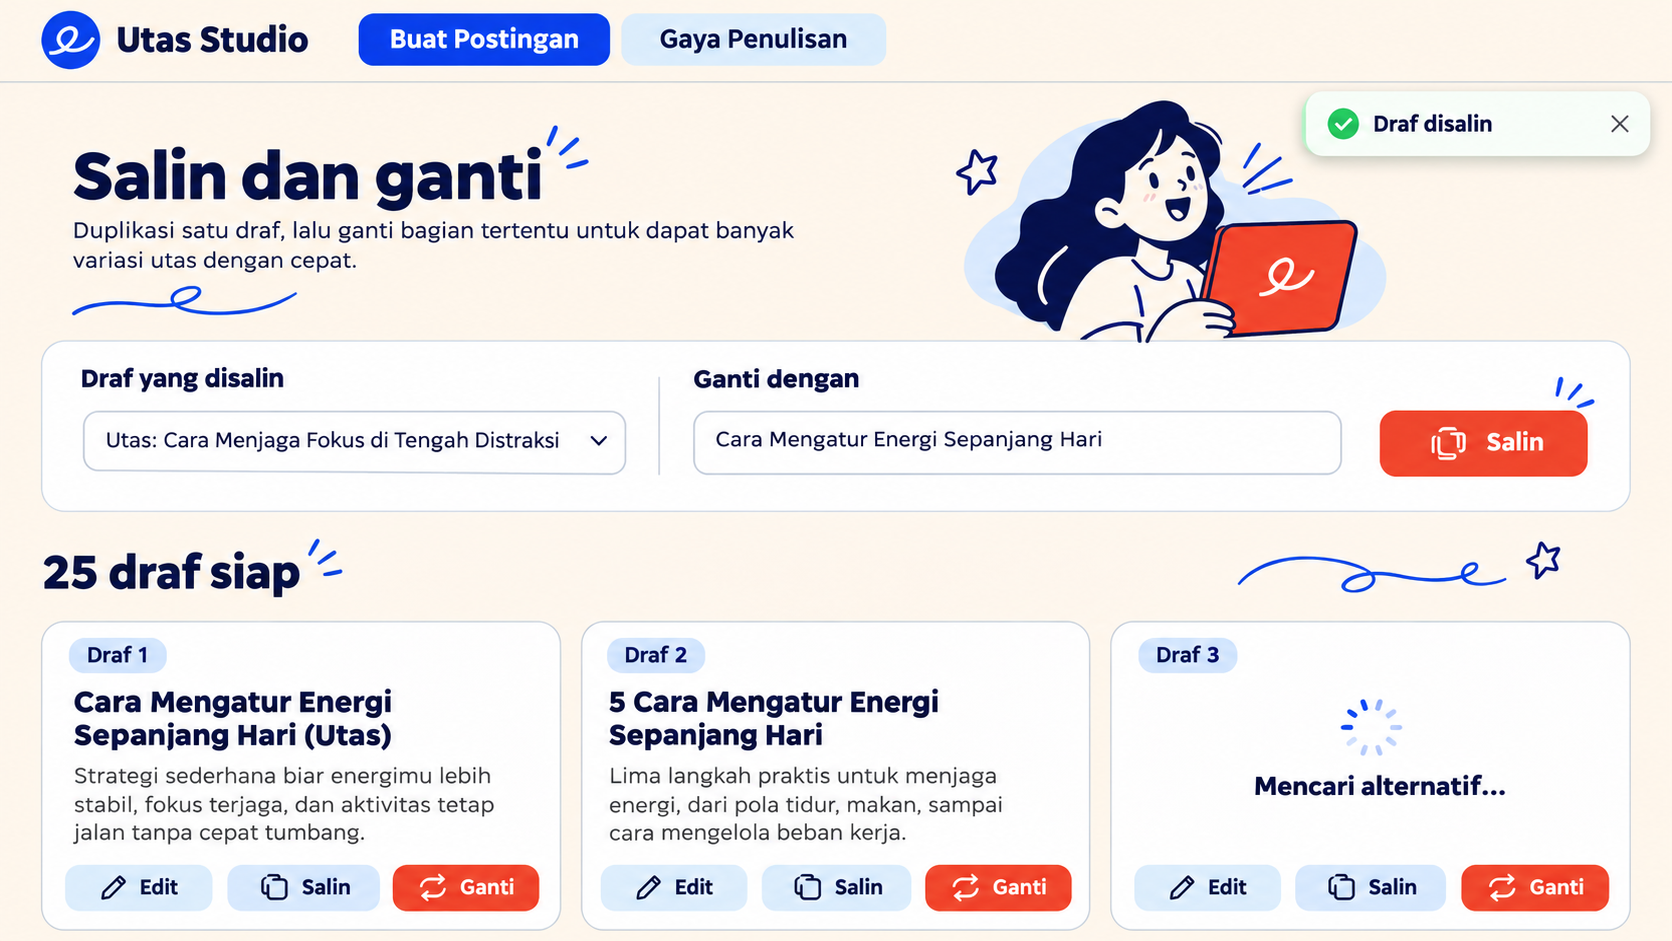 Utas Studio
Buat Postingan
Gaya Penulisan
Draf disalin
Salin dan ganti
Duplikasi satu draf, lalu ganti bagian tertentu untuk dapat banyak
variasi utas dengan cepat.
Draf yang disalin
Utas: Cara Menjaga Fokus di Tengah Distraksi
Ganti dengan
Cara Mengatur Energi Sepanjang Hari
Salin
25 draf siap
Draf 1
Cara Mengatur Energi
Sepanjang Hari (Utas)
Strategi sederhana biar energimu lebih
stabil, fokus terjaga, dan aktivitas tetap
jalan tanpa cepat tumbang.
Edit
Salin
Ganti
Draf 2
5 Cara Mengatur Energi
Sepanjang Hari
Lima langkah praktis untuk menjaga
energi, dari pola tidur, makan, sampai
cara mengelola beban kerja.
Edit
Salin
Ganti
Draf 3
Mencari alternatif...
Edit
Salin
Ganti